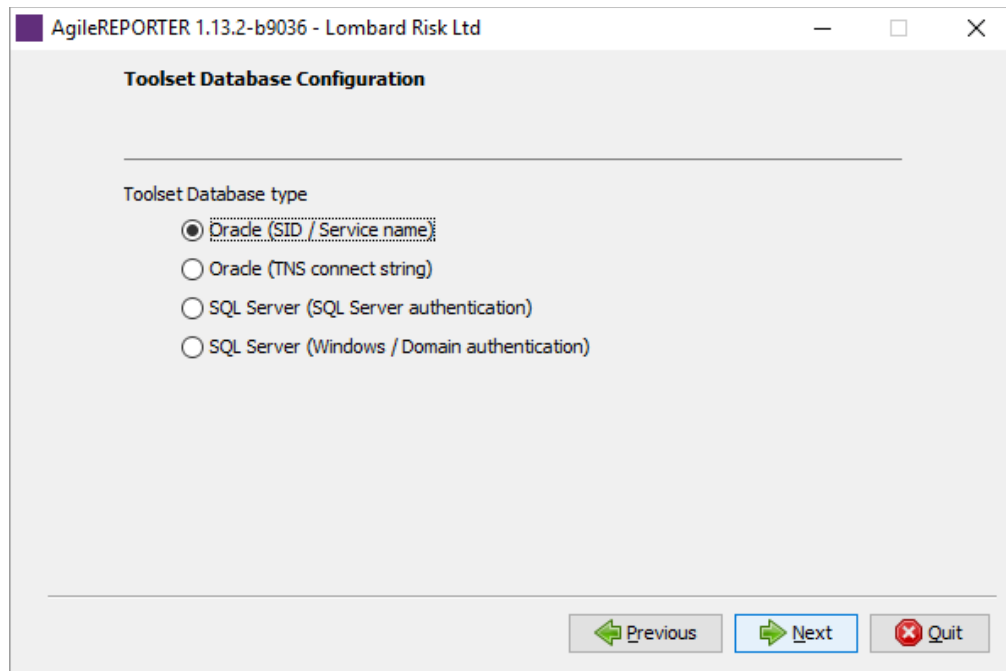 AgileREPORTER 1.13.2-b9036 - Lombard Risk Ltd
Toolset Database Configuration
Toolset Database type
Oracle (SID / Service name)
Oracle (TNS connect string)
SQL Server (SQL Server authentication)
SQL Server (Windows / Domain authentication)
Previous Next Quit